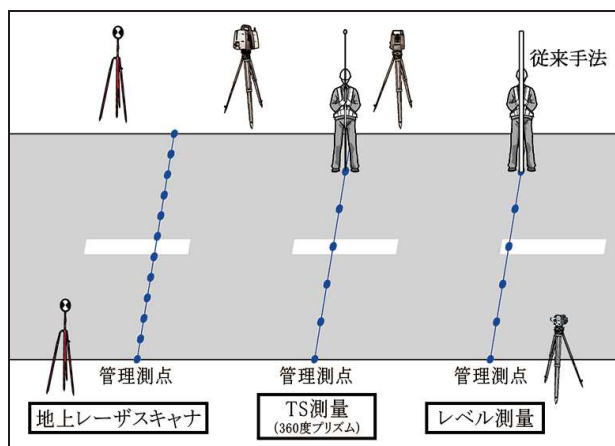 従来手法
管理測点
管理測点
管理測点
地上レーザスキャナ
TS測量
(360度プリズム)
レベル測量